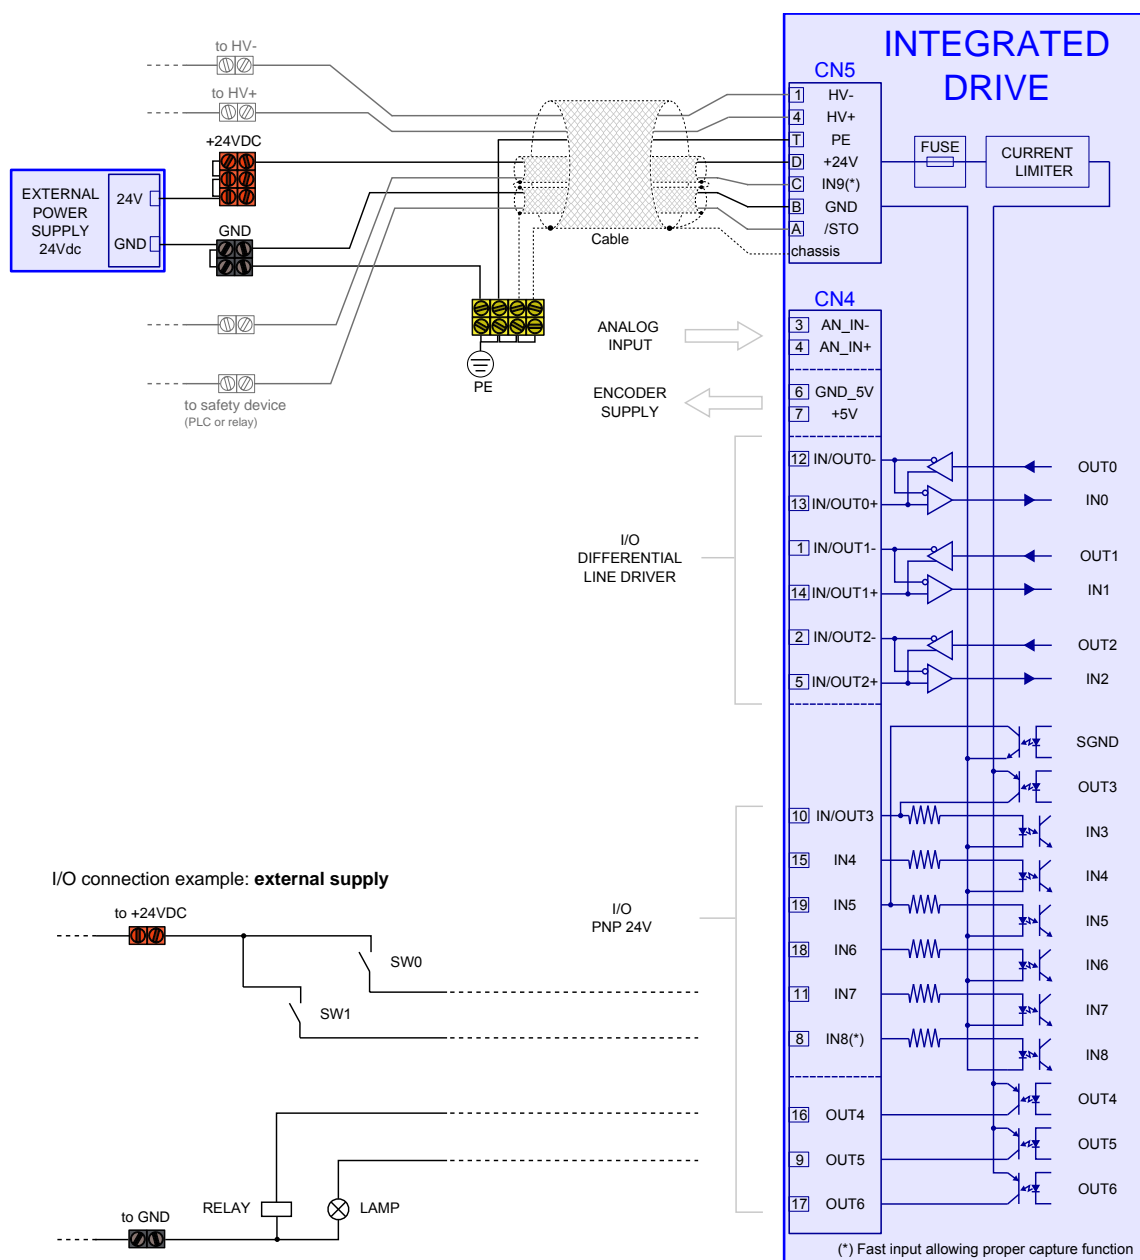 INTEGRATED
DRIVE
to HV-
to HV+
+24VDC
EXTERNAL
POWER
SUPPLY
24Vdc
24V
GND
GND
to safety device
(PLC or relay)
PE
Cable
CN5
1 HV-
4 HV+
T PE
D +24V
C IN9(*)
B GND
A /STO
chassis
FUSE
CURRENT
LIMITER
CN4
ANALOG
INPUT
3 AN_IN-
4 AN_IN+
ENCODER
SUPPLY
6 GND_5V
7 +5V
I/O
DIFFERENTIAL
LINE DRIVER
12 IN/OUT0-
13 IN/OUT0+
1 IN/OUT1-
14 IN/OUT1+
2 IN/OUT2-
5 IN/OUT2+
OUT0
IN0
OUT1
IN1
OUT2
IN2
I/O
PNP 24V
10 IN/OUT3
15 IN4
19 IN5
18 IN6
11 IN7
8 IN8(*)
16 OUT4
9 OUT5
17 OUT6
SGND
OUT3
IN3
IN4
IN5
IN6
IN7
IN8
OUT4
OUT5
OUT6
I/O connection example: external supply
to +24VDC
SW0
SW1
RELAY
LAMP
to GND
(*) Fast input allowing proper capture function